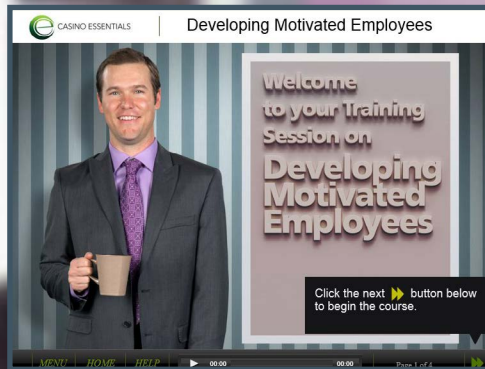 CASINO ESSENTIALS
Developing Motivated Employees
Welcome
to your Training
Session on
Developing
Motivated
Employees
Click the next button below
to begin the course.
MENU HOME HELP 00:00 00:00 Page 1 of 4